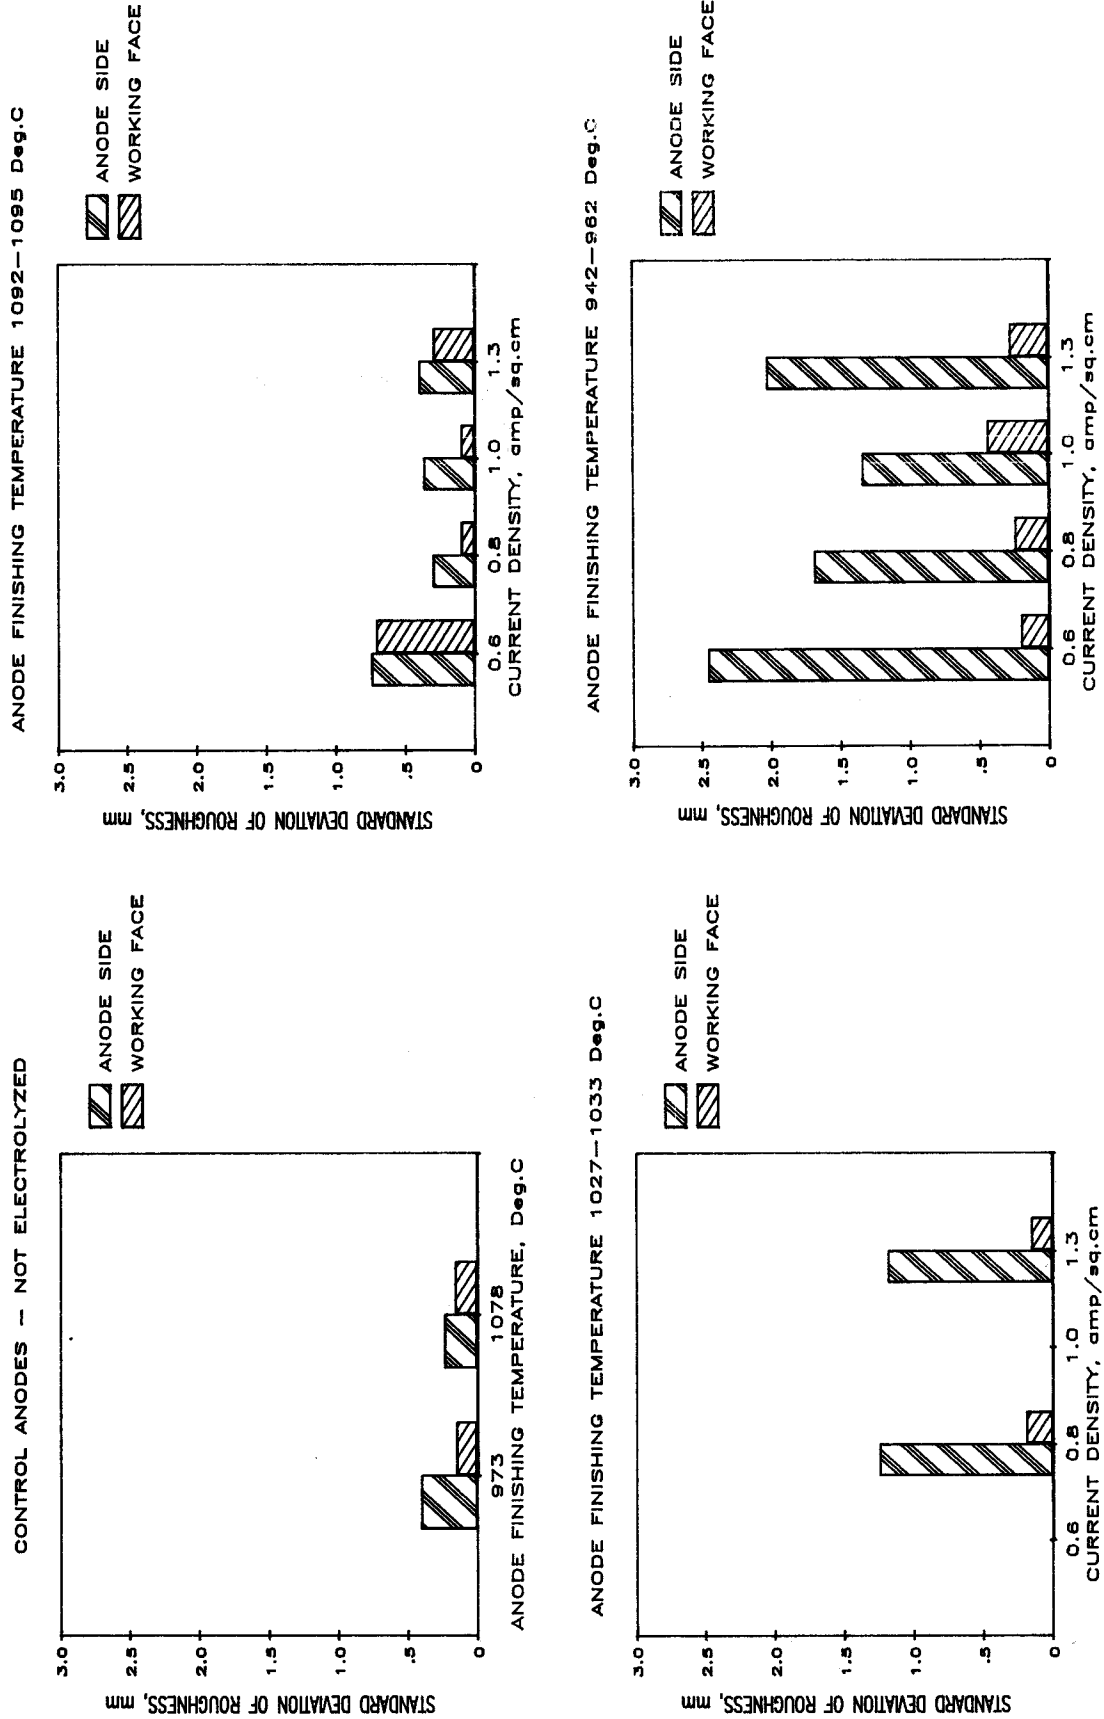 CONTROL ANODES — NOT ELECTROLYZED
STANDARD DEVIATION OF ROUGHNESS, mm
3.0
2.5
2.0
1.5
1.0
.5
0
973
1078
ANODE FINISHING TEMPERATURE, Deg.C
ANODE SIDE
WORKING FACE
ANODE FINISHING TEMPERATURE 1092—1095 Deg.C
STANDARD DEVIATION OF ROUGHNESS, mm
3.0
2.5
2.0
1.5
1.0
.5
0
0.6
0.8
1.0
1.3
CURRENT DENSITY, amp/sq.cm
ANODE SIDE
WORKING FACE
ANODE FINISHING TEMPERATURE 1027—1033 Deg.C
STANDARD DEVIATION OF ROUGHNESS, mm
3.0
2.5
2.0
1.5
1.0
.5
0
0.6
0.8
1.0
1.3
CURRENT DENSITY, amp/sq.cm
ANODE SIDE
WORKING FACE
ANODE FINISHING TEMPERATURE 942—962 Deg.C
STANDARD DEVIATION OF ROUGHNESS, mm
3.0
2.5
2.0
1.5
1.0
.5
0
0.6
0.8
1.0
1.3
CURRENT DENSITY, amp/sq.cm
ANODE SIDE
WORKING FACE